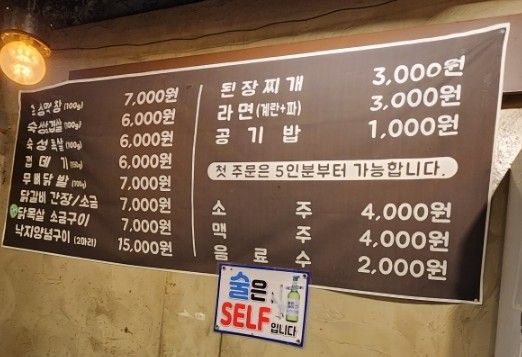 7,000원
숙성겹살 (100g) 6,000원
숙성목살 (100g) 6,000원
껍데기 (150g) 6,000원
무뼈닭발 (100g) 7,000원
닭갈비 간장/소금 7,000원
닭목살 소금구이 7,000원
낙지양념구이 (2마리) 15,000원
된장찌개 3,000원
라면 (계란+파) 3,000원
공기밥 1,000원
첫 주문은 5인분부터 가능합니다.
소주 4,000원
맥주 4,000원
음료수 2,000원
술은
SELF입니다